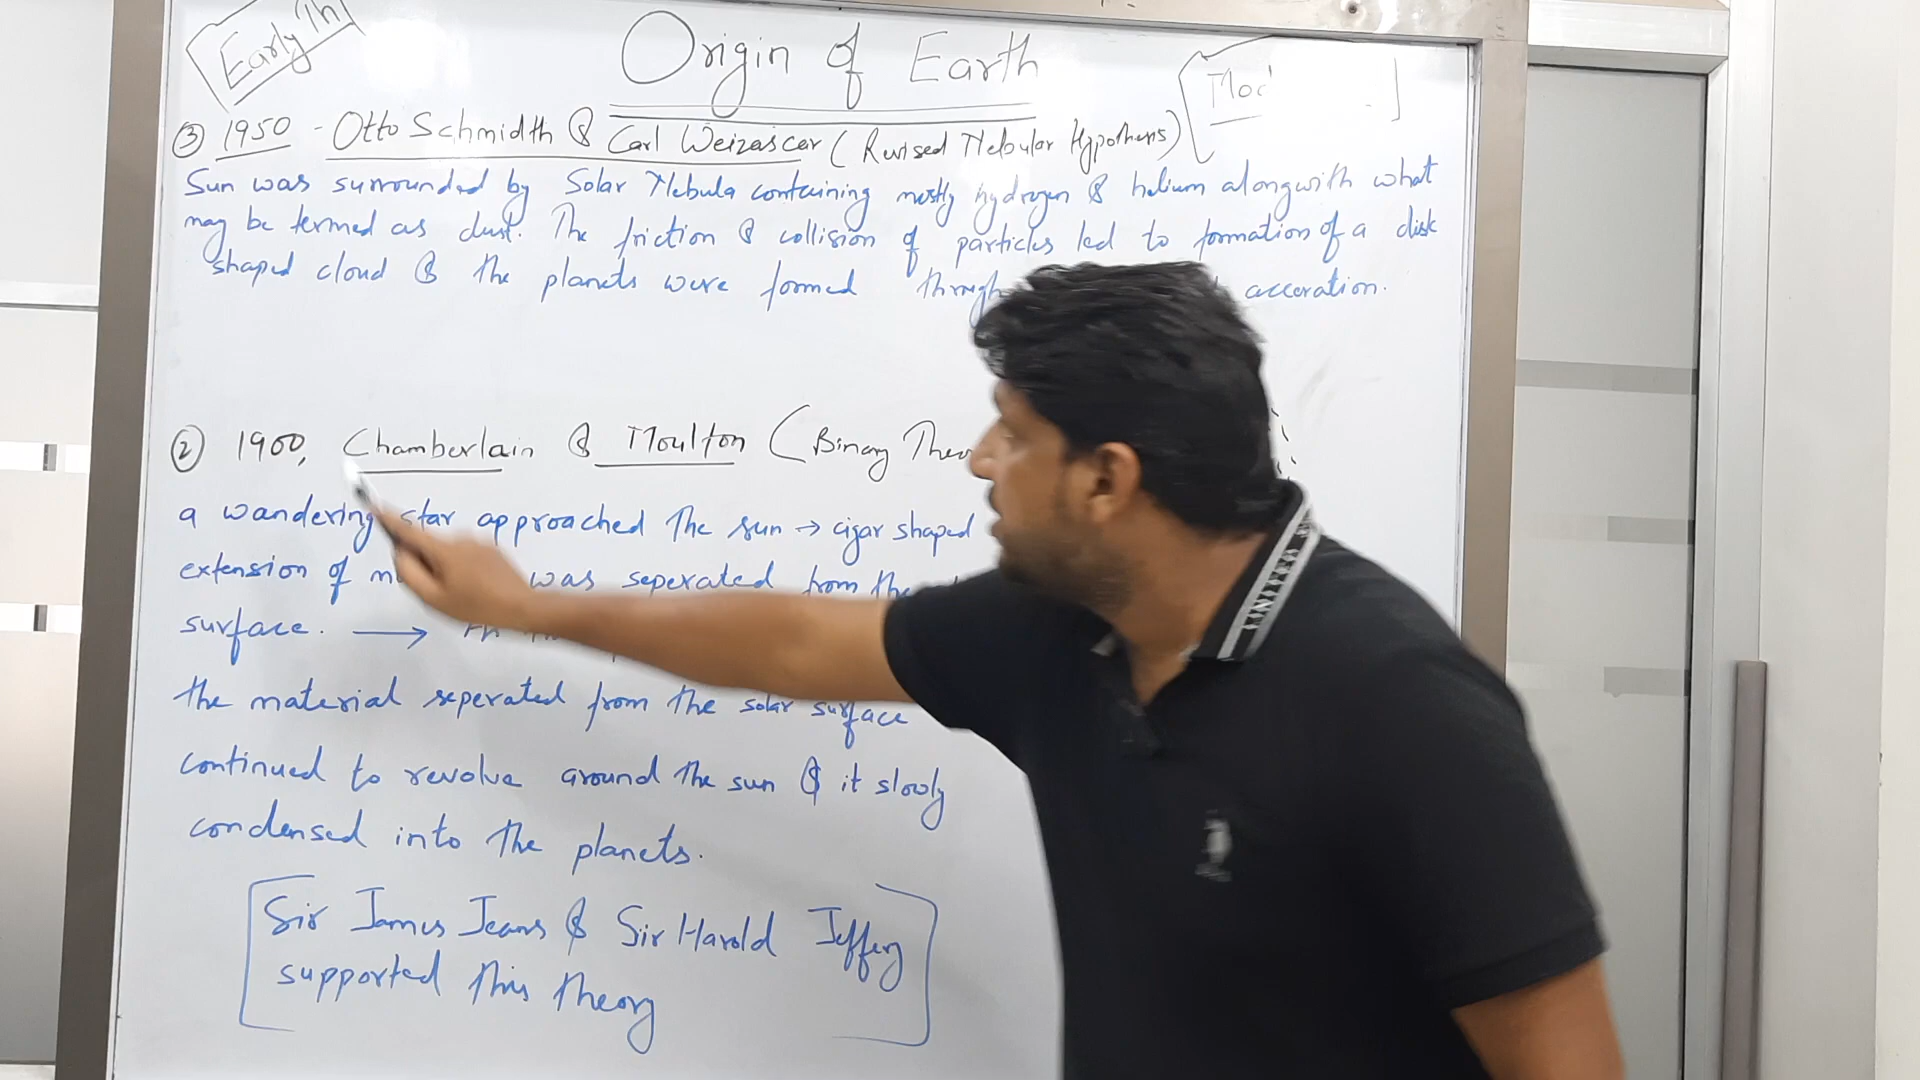 Early Th
Origin of Earth
③ 1950 - Otto Schmidth & Carl Weizascar (Revised Nebular Hypothesis)
Sun was surrounded by Solar Nebula containing mostly hydrogen & helium alongwith what
may be termed as dust. The friction & collision of particles led to formation of a disk
shaped cloud & the planets were formed through acceration.
② 1900, Chamberlain & Moulton (Binary Theo
a wandering star approached the sun → cigar shaped
extension of was seperated from the
surface. →
the material seperated from the solar surface
continued to revolve around the sun & it slowly
condensed into the planets.
Sir James Jeans & Sir Harold Jeffery
supported this theory